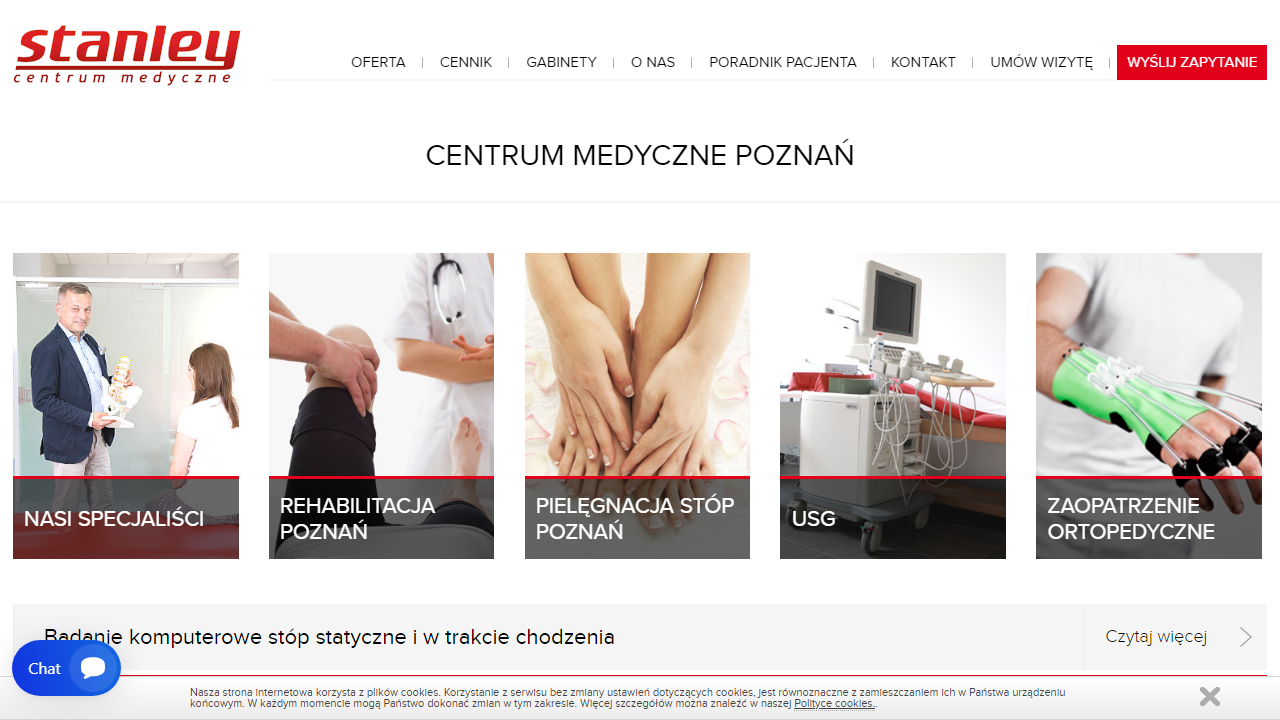 stanley
centrum medyczne
OFERTA
CENNIK
GABINETY
O NAS
PORADNIK PACJENTA
KONTAKT
UMÓW WIZYTĘ
WYŚLIJ ZAPYTANIE
CENTRUM MEDYCZNE POZNAŃ
NASI SPECJALIŚCI
REHABILITACJA
POZNAŃ
PIELĘGNACJA STÓP
POZNAŃ
USG
ZAOPATRZENIE
ORTOPEDYCZNE
Badanie komputerowe stóp statyczne i w trakcie chodzenia
Czytaj więcej
Chat
Nasza strona internetowa korzysta z plików cookies. Korzystanie z serwisu bez zmiany ustawień dotyczących cookies, jest równoznaczne z zamieszczaniem ich w Państwa urządzeniu
końcowym. W każdym momencie mogą Państwo dokonać zmian w tym zakresie. Więcej szczegółów można znaleźć w naszej Polityce cookies..